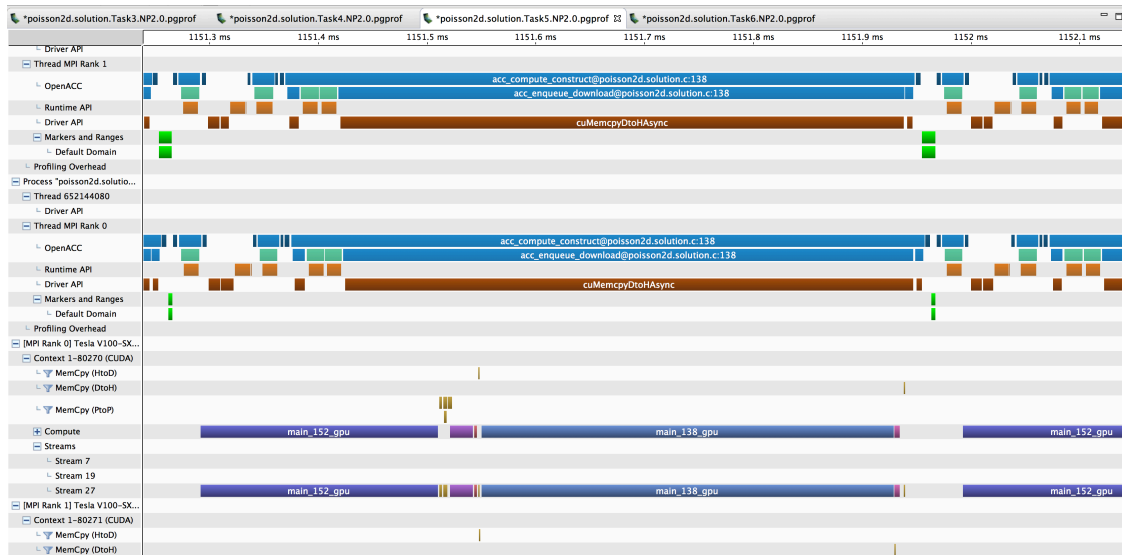 *poisson2d.solution.Task3.NP2.0.pgprof *poisson2d.solution.Task4.NP2.0.pgprof *poisson2d.solution.Task5.NP2.0.pgprof *poisson2d.solution.Task6.NP2.0.pgprof
1151.3 ms 1151.4 ms 1151.5 ms 1151.6 ms 1151.7 ms 1151.8 ms 1151.9 ms 1152 ms 1152.1 ms
Driver API
Thread MPI Rank 1
acc_compute_construct@poisson2d.solution.c:138
OpenACC
acc_enqueue_download@poisson2d.solution.c:138
Runtime API
Driver API cuMemcpyDtoHAsync
Markers and Ranges
Default Domain
Profiling Overhead
Process "poisson2d.solutio...
Thread 652144080
Driver API
Thread MPI Rank 0
acc_compute_construct@poisson2d.solution.c:138
OpenACC
acc_enqueue_download@poisson2d.solution.c:138
Runtime API
Driver API cuMemcpyDtoHAsync
Markers and Ranges
Default Domain
Profiling Overhead
[MPI Rank 0] Tesla V100-SX...
Context 1-80270 (CUDA)
MemCpy (HtoD)
MemCpy (DtoH)
MemCpy (PtoP)
Compute main_152_gpu main_138_gpu main_152_gpu
Streams
Stream 7
Stream 19
Stream 27 main_152_gpu main_138_gpu main_152_gpu
[MPI Rank 1] Tesla V100-SX...
Context 1-80271 (CUDA)
MemCpy (HtoD)
MemCpy (DtoH)